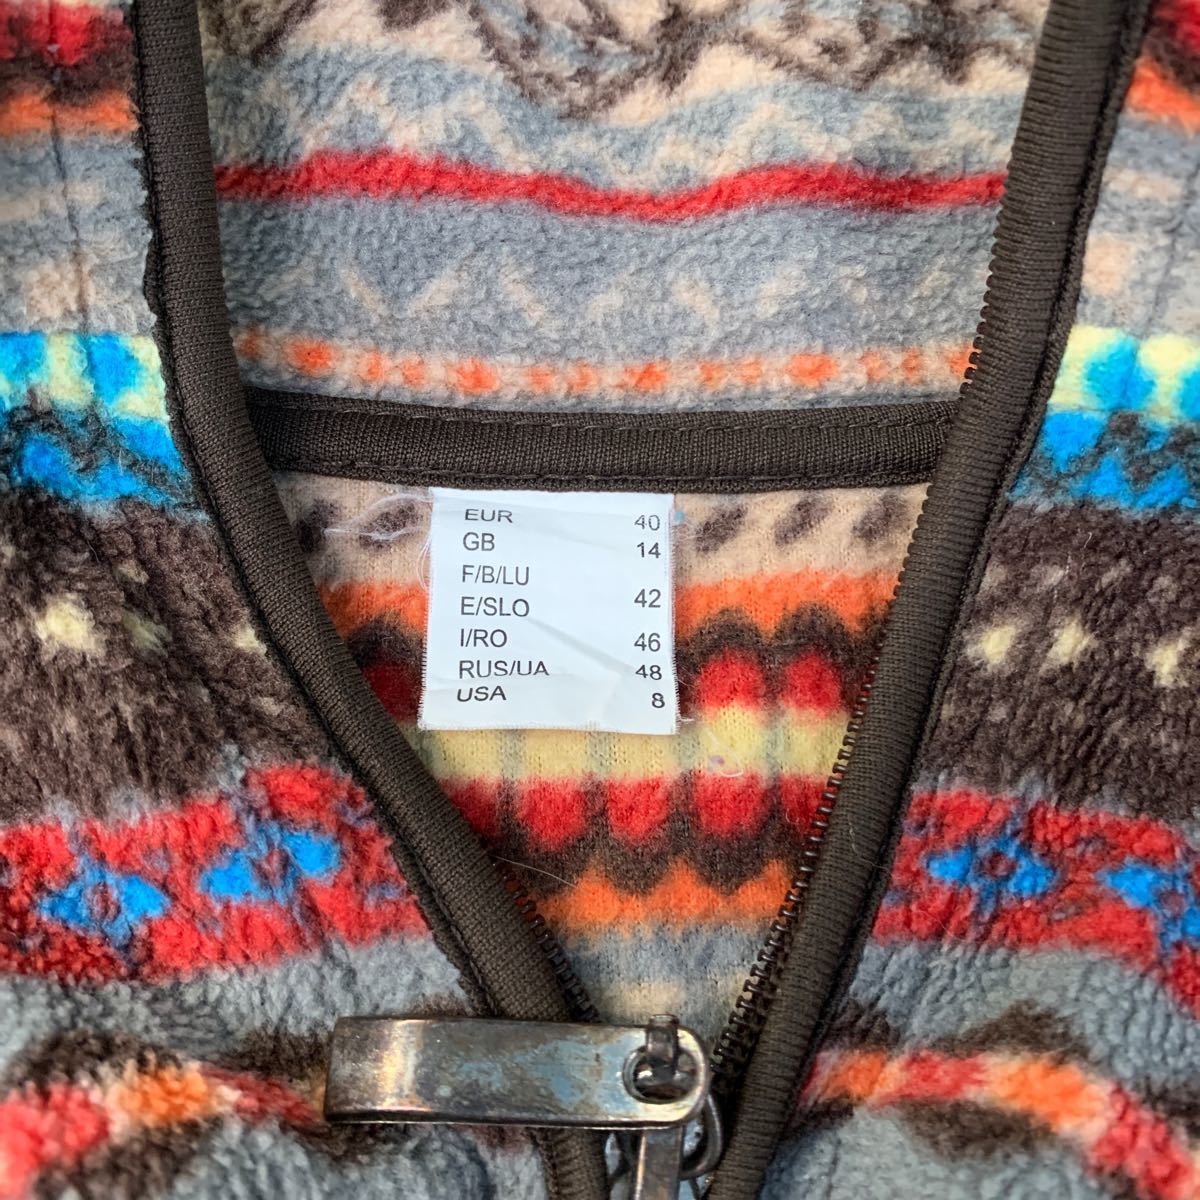 EUR 40
GB 14
F/B/LU
E/SLO 42
I/RO 46
RUS/UA 48
USA 8